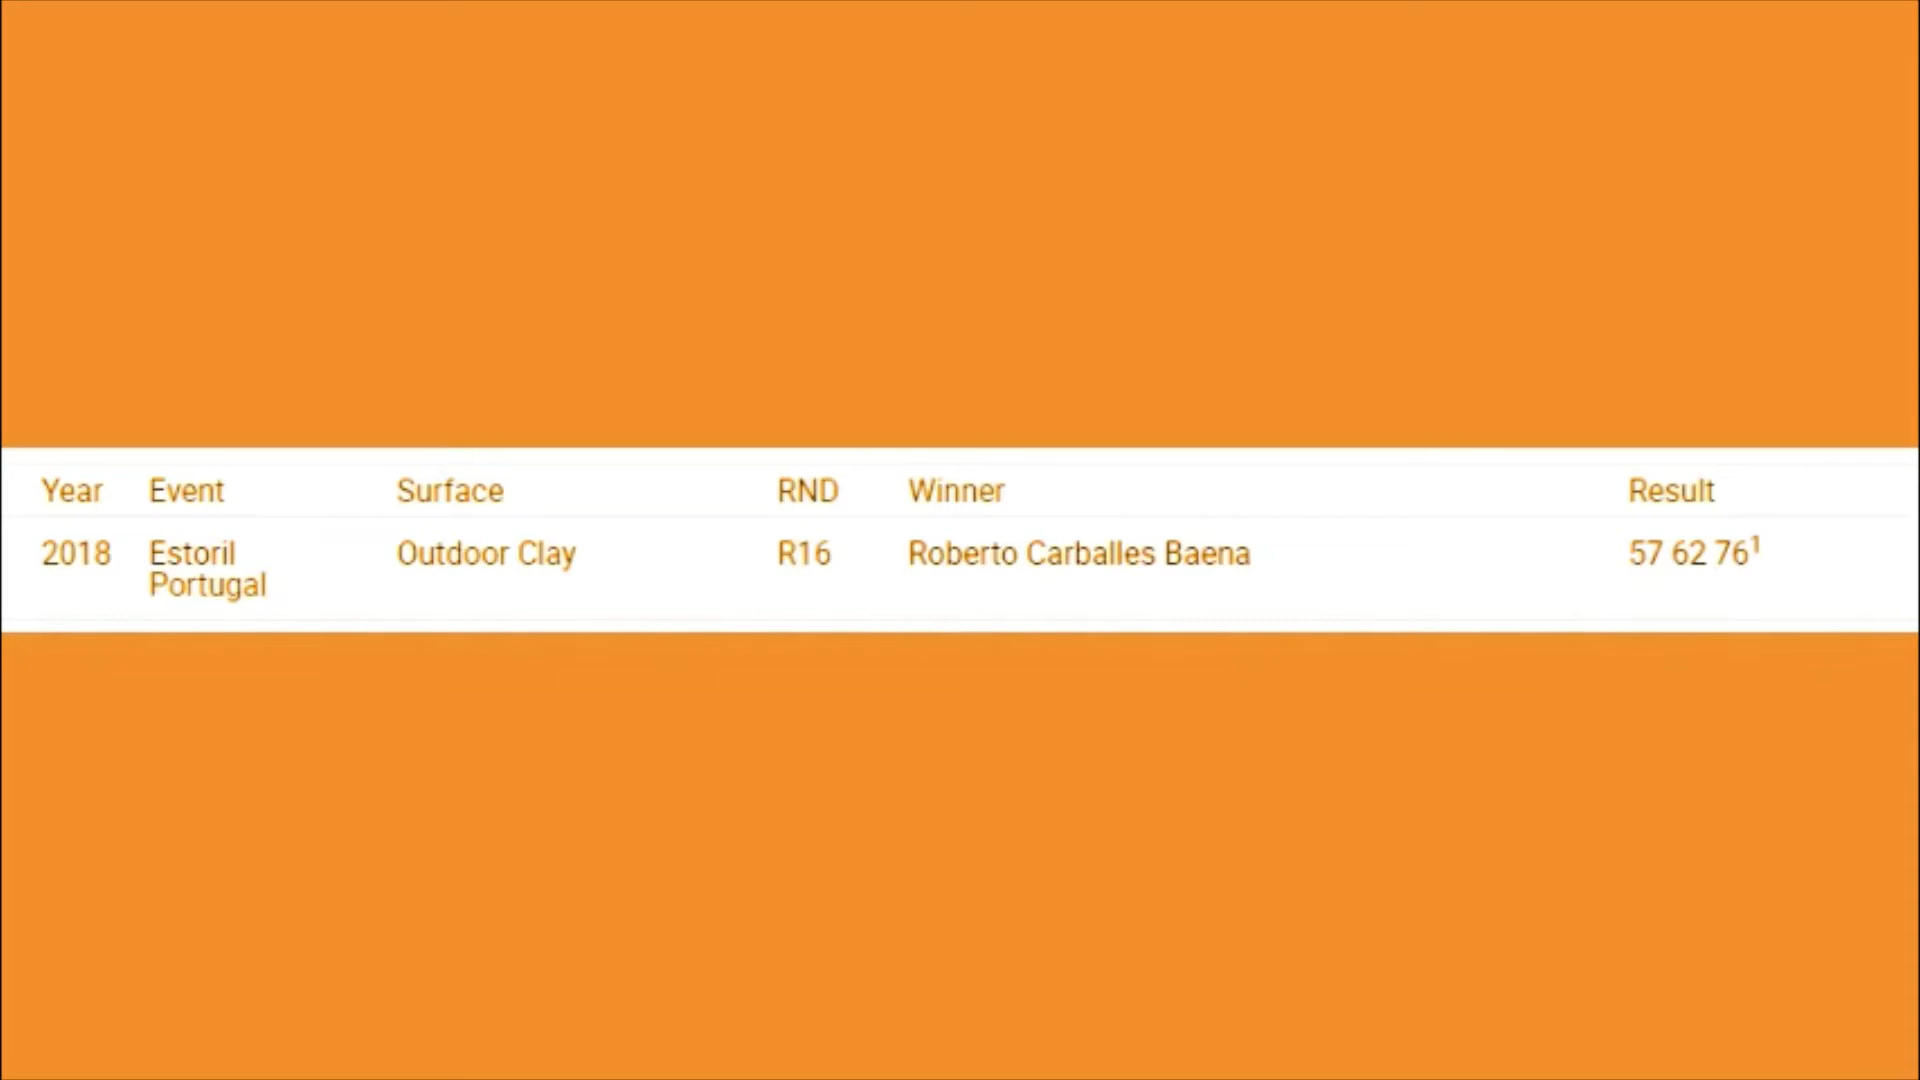 Year Event Surface RND Winner Result
2018 Estoril Outdoor Clay R16 Roberto Carballes Baena 57 62 76¹
Portugal